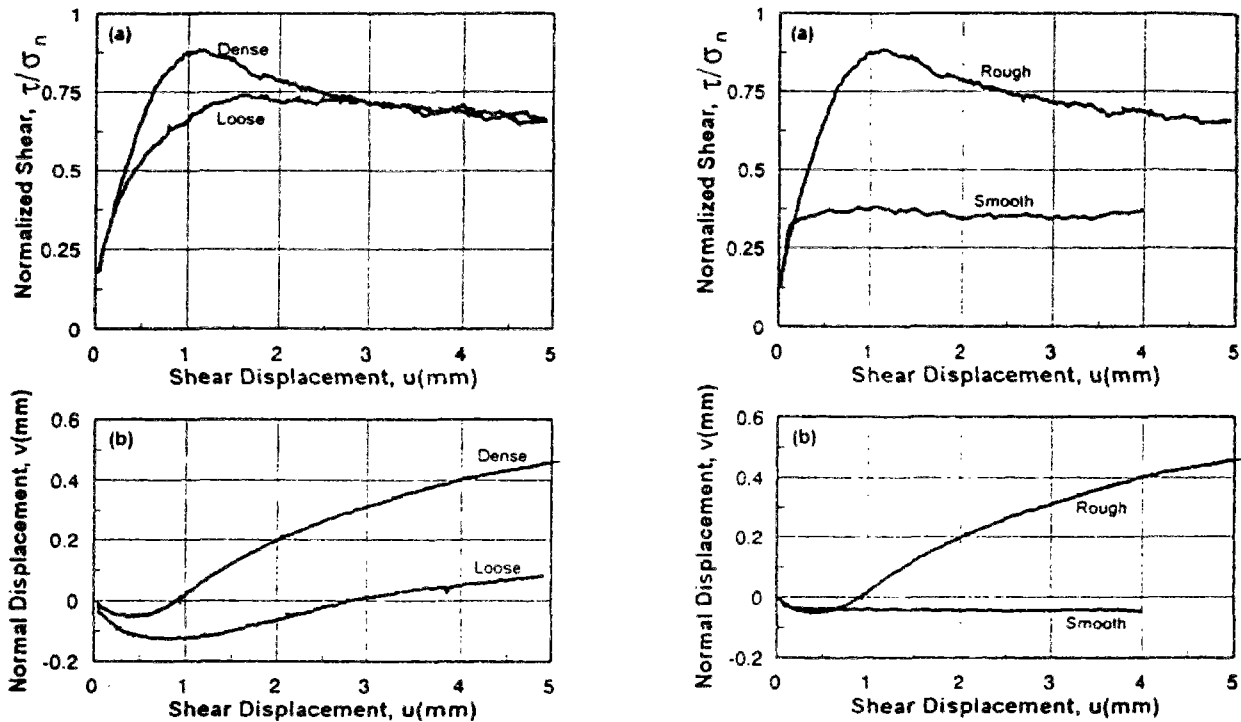 (a)
Normalized Shear, τ/σn
1
0.75
0.5
0.25
0
Dense
Loose
0 1 2 3 4 5
Shear Displacement, u(mm)
(b)
Normal Displacement, v(mm)
0.6
0.4
0.2
0
-0.2
Dense
Loose
0 1 2 3 4 5
Shear Displacement, u(mm)
(a)
Normalized Shear, τ/σn
1
0.75
0.5
0.25
0
Rough
Smooth
0 1 2 3 4 5
Shear Displacement, u(mm)
(b)
Normal Displacement, v(mm)
0.6
0.4
0.2
0
-0.2
Rough
Smooth
0 1 2 3 4 5
Shear Displacement, u(mm)